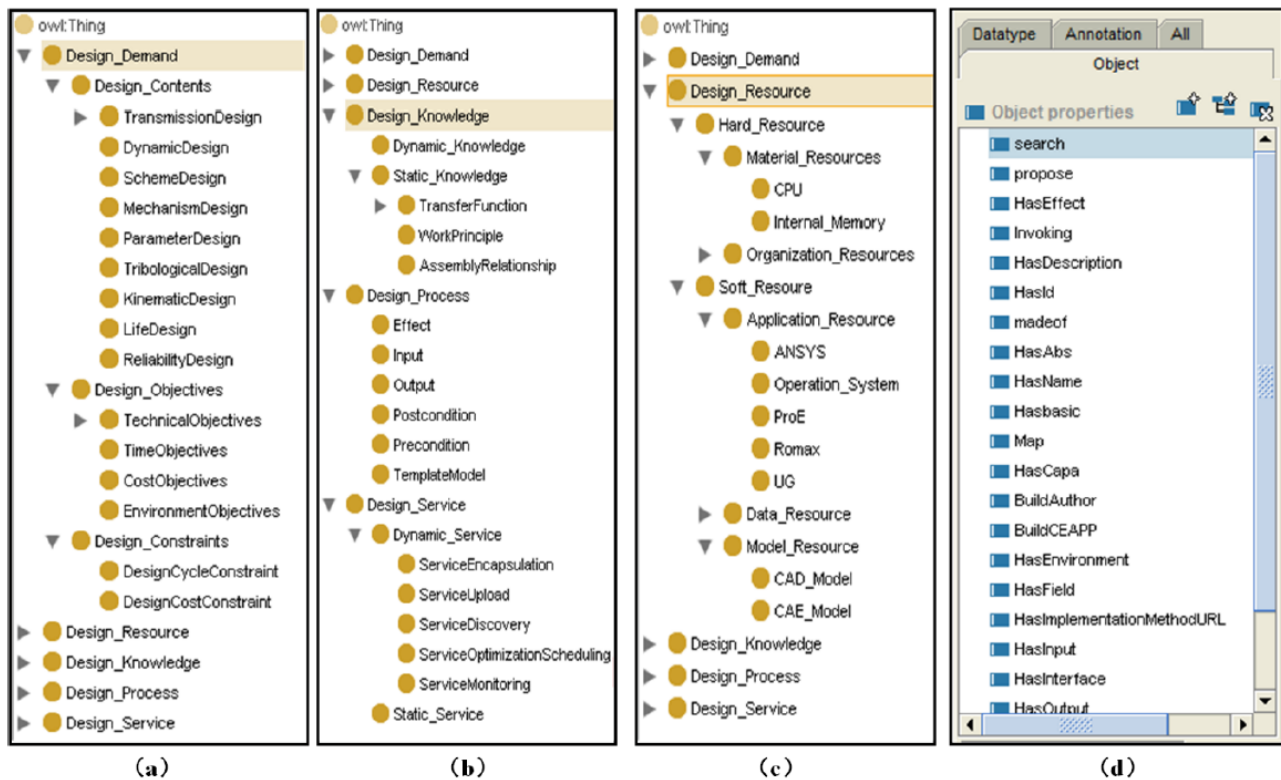 owl:Thing
Design_Demand
Design_Contents
TransmissionDesign
DynamicDesign
SchemeDesign
MechanismDesign
ParameterDesign
TribologicalDesign
KinematicDesign
LifeDesign
ReliabilityDesign
Design_Objectives
TechnicalObjectives
TimeObjectives
CostObjectives
EnvironmentObjectives
Design_Constraints
DesignCycleConstraint
DesignCostConstraint
Design_Resource
Design_Knowledge
Design_Process
Design_Service
(a)
owl:Thing
Design_Demand
Design_Resource
Design_Knowledge
Dynamic_Knowledge
Static_Knowledge
TransferFunction
WorkPrinciple
AssemblyRelationship
Design_Process
Effect
Input
Output
Postcondition
Precondition
TemplateModel
Design_Service
Dynamic_Service
ServiceEncapsulation
ServiceUpload
ServiceDiscovery
ServiceOptimizationScheduling
ServiceMonitoring
Static_Service
(b)
owl:Thing
Design_Demand
Design_Resource
Hard_Resource
Material_Resources
CPU
Internal_Memory
Organization_Resources
Soft_Resoure
Application_Resource
ANSYS
Operation_System
ProE
Romax
UG
Data_Resource
Model_Resource
CAD_Model
CAE_Model
Design_Knowledge
Design_Process
Design_Service
(c)
Datatype Annotation All
Object
Object properties
search
propose
HasEffect
Invoking
HasDescription
HasId
madeof
HasAbs
HasName
Hasbasic
Map
HasCapa
BuildAuthor
BuildCEAPP
HasEnvironment
HasField
HasImplementationMethodURL
HasInput
HasInterface
HasOutput
(d)